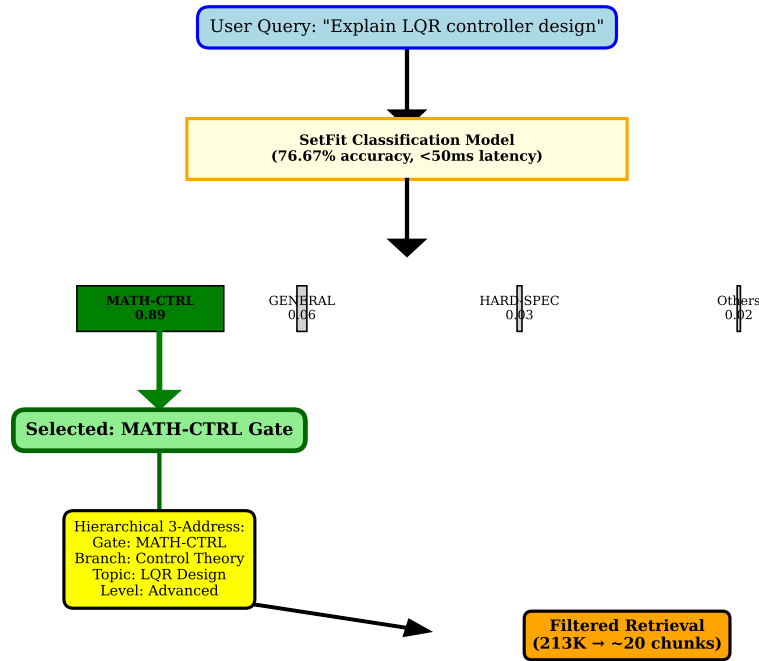 User Query: "Explain LQR controller design"
SetFit Classification Model
(76.67% accuracy, <50ms latency)
MATH-CTRL
0.89
GENERAL
0.06
HARD-SPEC
0.03
Others
0.02
Selected: MATH-CTRL Gate
Hierarchical 3-Address:
Gate: MATH-CTRL
Branch: Control Theory
Topic: LQR Design
Level: Advanced
Filtered Retrieval
(213K → ~20 chunks)